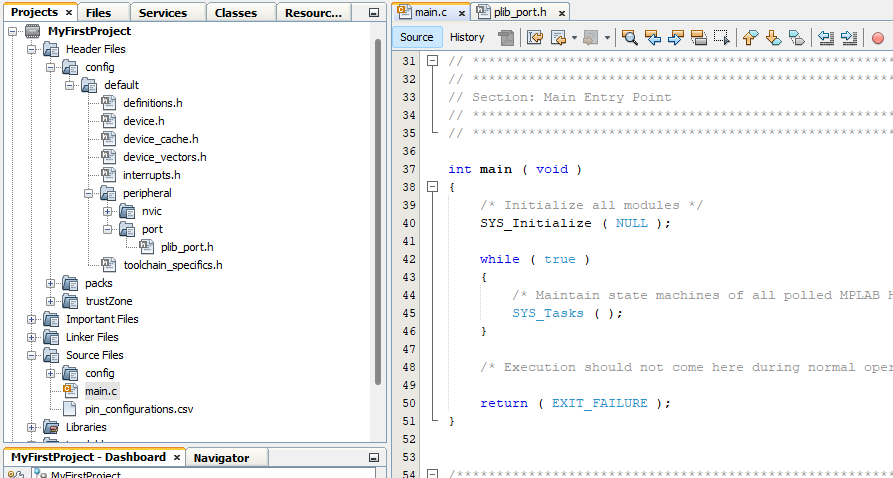 Projects × Files Services Classes Resourc...
MyFirstProject
Header Files
config
default
definitions.h
device.h
device_cache.h
device_vectors.h
interrupts.h
peripheral
nvic
port
plib_port.h
toolchain_specifics.h
packs
trustZone
Important Files
Linker Files
Source Files
config
main.c
pin_configurations.csv
Libraries
MyFirstProject - Dashboard × Navigator
MyFirstProject
main.c × plib_port.h ×
Source History
31 // ****************************************************
32 // ****************************************************
33 // Section: Main Entry Point
34 // ****************************************************
35 // ****************************************************
36
37 int main ( void )
38 {
39 /* Initialize all modules */
40 SYS_Initialize ( NULL );
41
42 while ( true )
43 {
44 /* Maintain state machines of all polled MPLAB H
45 SYS_Tasks ( );
46 }
47
48 /* Execution should not come here during normal oper
49
50 return ( EXIT_FAILURE );
51 }
52
53
54 /****************************************************